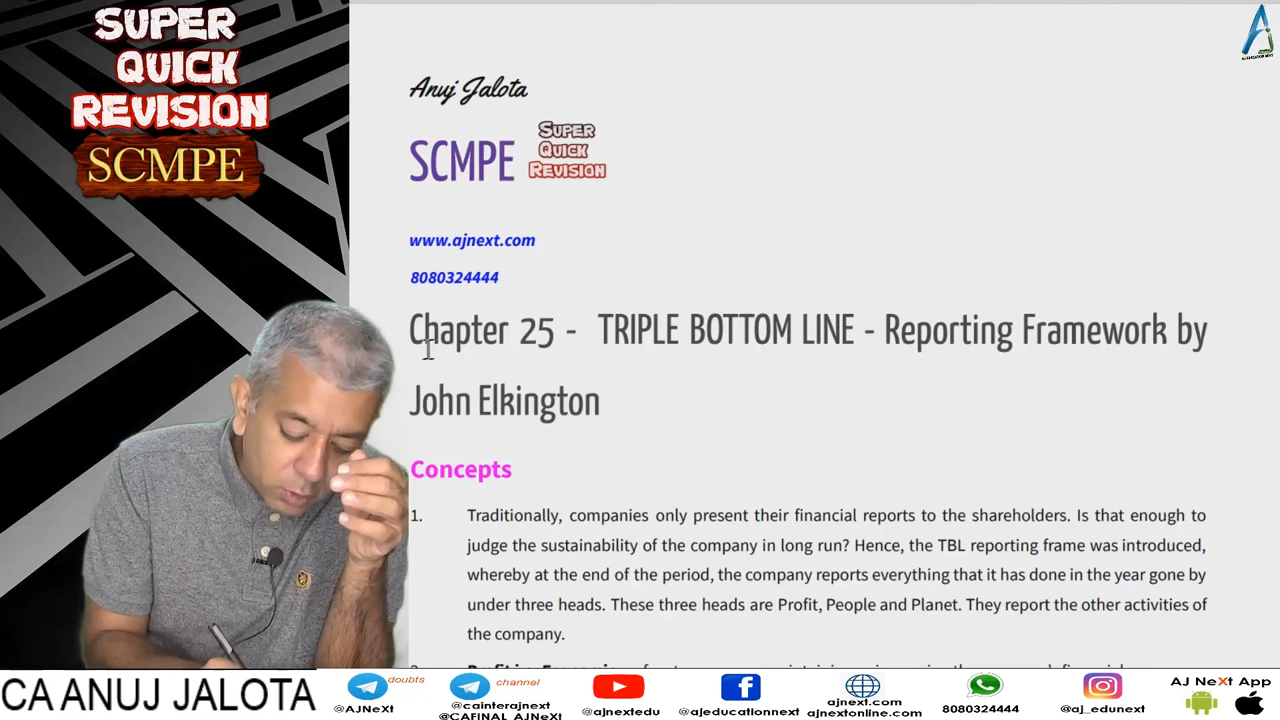 SUPER
QUICK
REVISION
SCMPE
Anuj Jalota
SCMPE
SUPER
QUICK
REVISION
www.ajnext.com
8080324444
Chapter 25 - TRIPLE BOTTOM LINE - Reporting Framework by
John Elkington
Concepts
1. Traditionally, companies only present their financial reports to the shareholders. Is that enough to
judge the sustainability of the company in long run? Hence, the TBL reporting frame was introduced,
whereby at the end of the period, the company reports everything that it has done in the year gone by
under three heads. These three heads are Profit, People and Planet. They report the other activities of
the company.
CA ANUJ JALOTA
doubts
@AJNeXt
channel
@cainterajnext
@CAFINAL_AJNeXt
@ajnextedu
@ajeducationnext
ajnext.com
ajnextonline.com
8080324444
@aj_edunext
AJ NeXt App